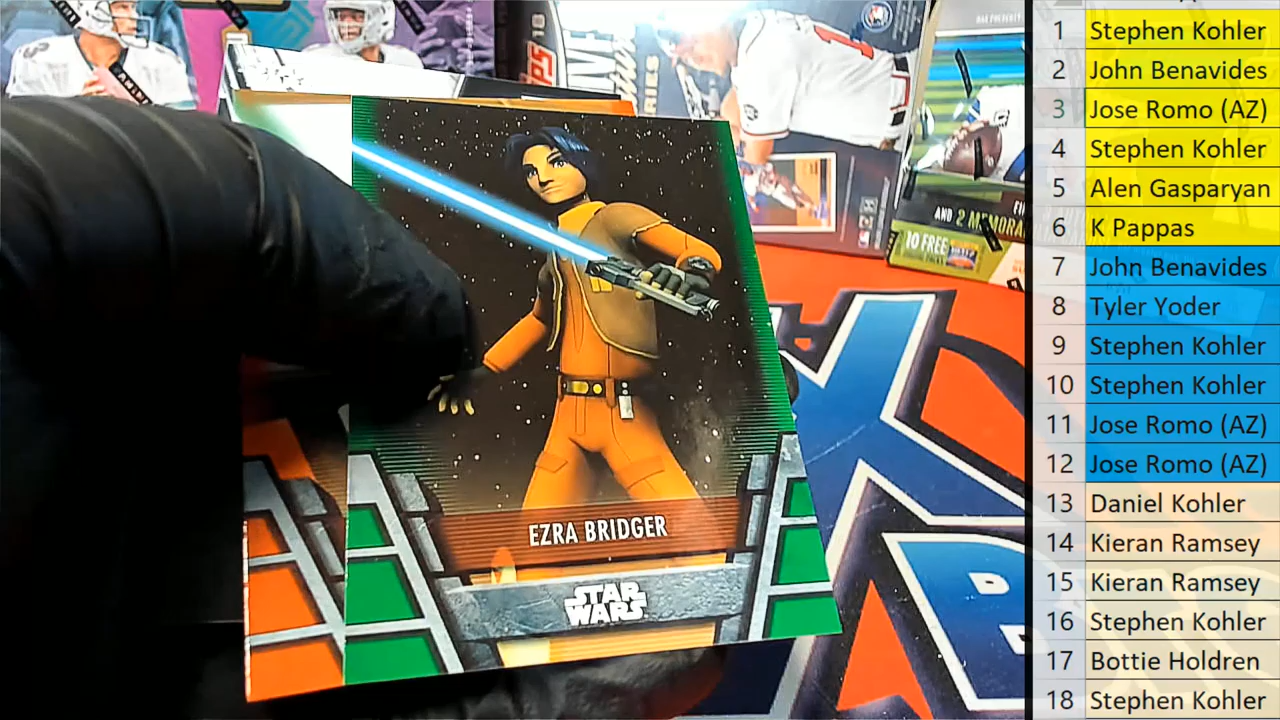 EZRA BRIDGER
STAR
WARS
AND 2 MEMORA
10 FREE
RIES
18
A
1 Stephen Kohler
2 John Benavides
3 Jose Romo (AZ)
4 Stephen Kohler
5 Alen Gasparyan
6 K Pappas
7 John Benavides
8 Tyler Yoder
9 Stephen Kohler
10 Stephen Kohler
11 Jose Romo (AZ)
12 Jose Romo (AZ)
13 Daniel Kohler
14 Kieran Ramsey
15 Kieran Ramsey
16 Stephen Kohler
17 Bottie Holdren
18 Stephen Kohler